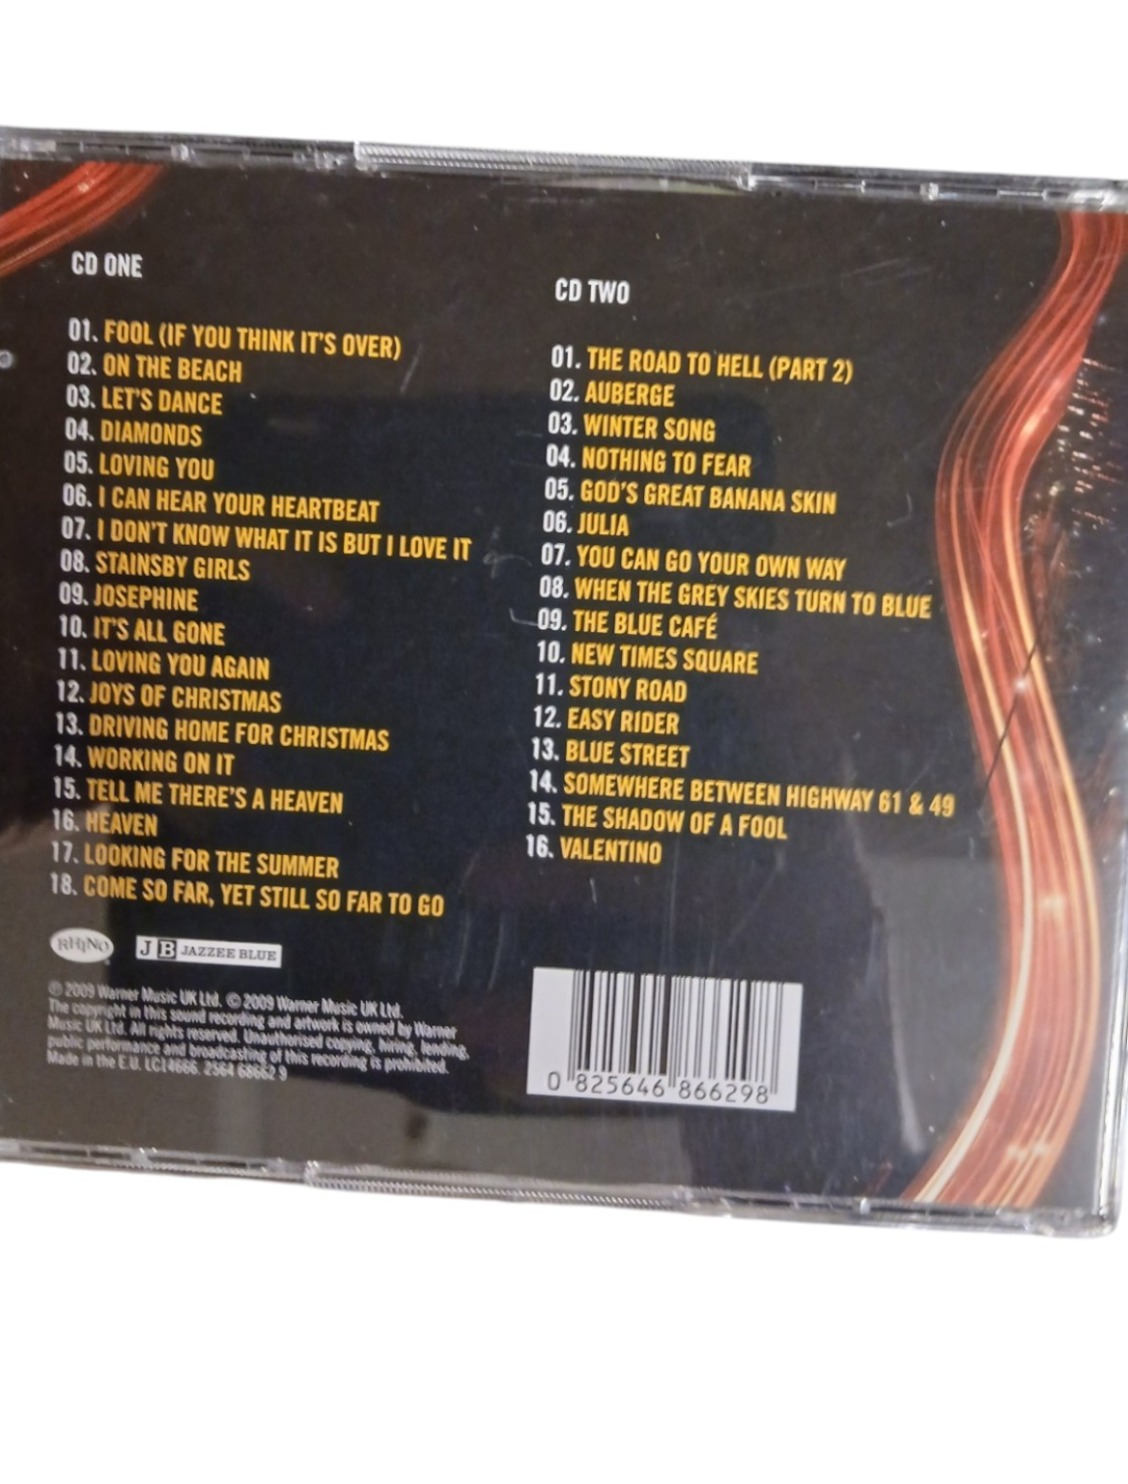 CD ONE
01. FOOL (IF YOU THINK IT'S OVER)
02. ON THE BEACH
03. LET'S DANCE
04. DIAMONDS
05. LOVING YOU
06. I CAN HEAR YOUR HEARTBEAT
07. I DON'T KNOW WHAT IT IS BUT I LOVE IT
08. STAINSBY GIRLS
09. JOSEPHINE
10. IT'S ALL GONE
11. LOVING YOU AGAIN
12. JOYS OF CHRISTMAS
13. DRIVING HOME FOR CHRISTMAS
14. WORKING ON IT
15. TELL ME THERE'S A HEAVEN
16. HEAVEN
17. LOOKING FOR THE SUMMER
18. COME SO FAR, YET STILL SO FAR TO GO
RHINO
JB JAZZEE BLUE
℗ 2009 Warner Music UK Ltd. © 2009 Warner Music UK Ltd.
The copyright in this sound recording and artwork is owned by Warner
Music UK Ltd. All rights reserved. Unauthorised copying, hiring, lending,
public performance and broadcasting of this recording is prohibited.
Made in the E.U. LC14666. 2564 68662 9
CD TWO
01. THE ROAD TO HELL (PART 2)
02. AUBERGE
03. WINTER SONG
04. NOTHING TO FEAR
05. GOD'S GREAT BANANA SKIN
06. JULIA
07. YOU CAN GO YOUR OWN WAY
08. WHEN THE GREY SKIES TURN TO BLUE
09. THE BLUE CAFÉ
10. NEW TIMES SQUARE
11. STONY ROAD
12. EASY RIDER
13. BLUE STREET
14. SOMEWHERE BETWEEN HIGHWAY 61 & 49
15. THE SHADOW OF A FOOL
16. VALENTINO
0 825646 866298